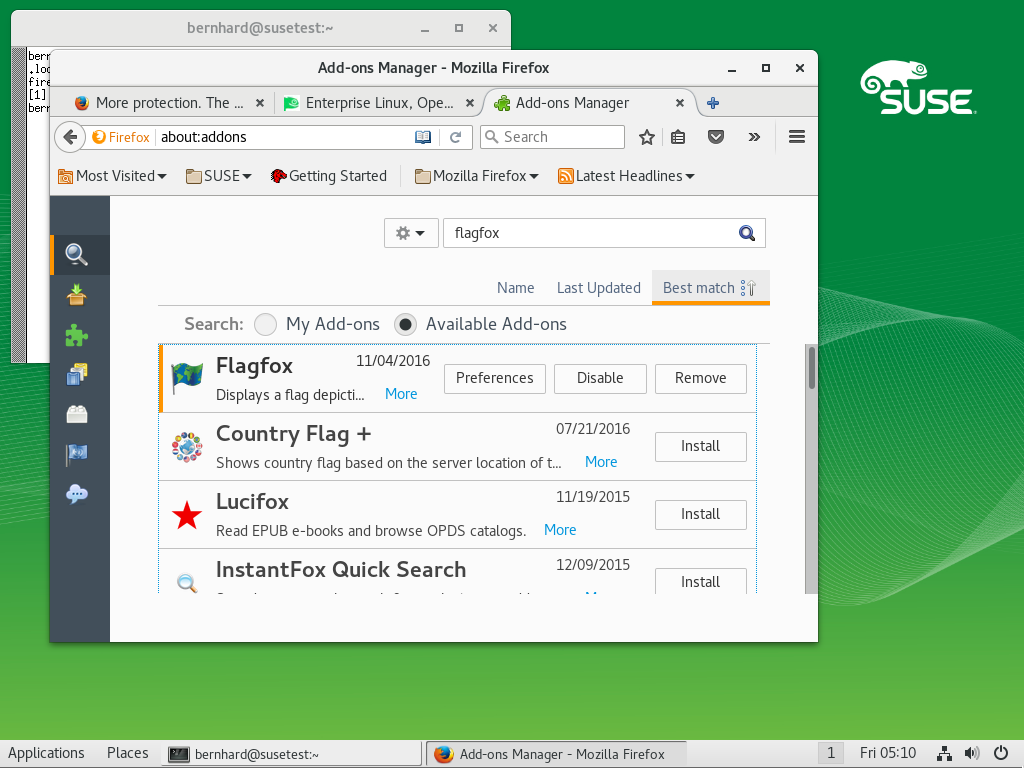 bernhard@susetest:~
bern
.loc
fire
[1]
bern
Add-ons Manager - Mozilla Firefox
More protection. The ...
Enterprise Linux, Ope...
Add-ons Manager
Firefox
about:addons
Search
Most Visited
SUSE
Getting Started
Mozilla Firefox
Latest Headlines
SUSE
flagfox
Name
Last Updated
Best match
Search:
My Add-ons
Available Add-ons
Flagfox
11/04/2016
Displays a flag depicti...
More
Preferences
Disable
Remove
Country Flag +
07/21/2016
Shows country flag based on the server location of t...
More
Install
Lucifox
11/19/2015
Read EPUB e-books and browse OPDS catalogs.
More
Install
InstantFox Quick Search
12/09/2015
Install
Applications
Places
bernhard@susetest:~
Add-ons Manager - Mozilla Firefox
1
Fri 05:10